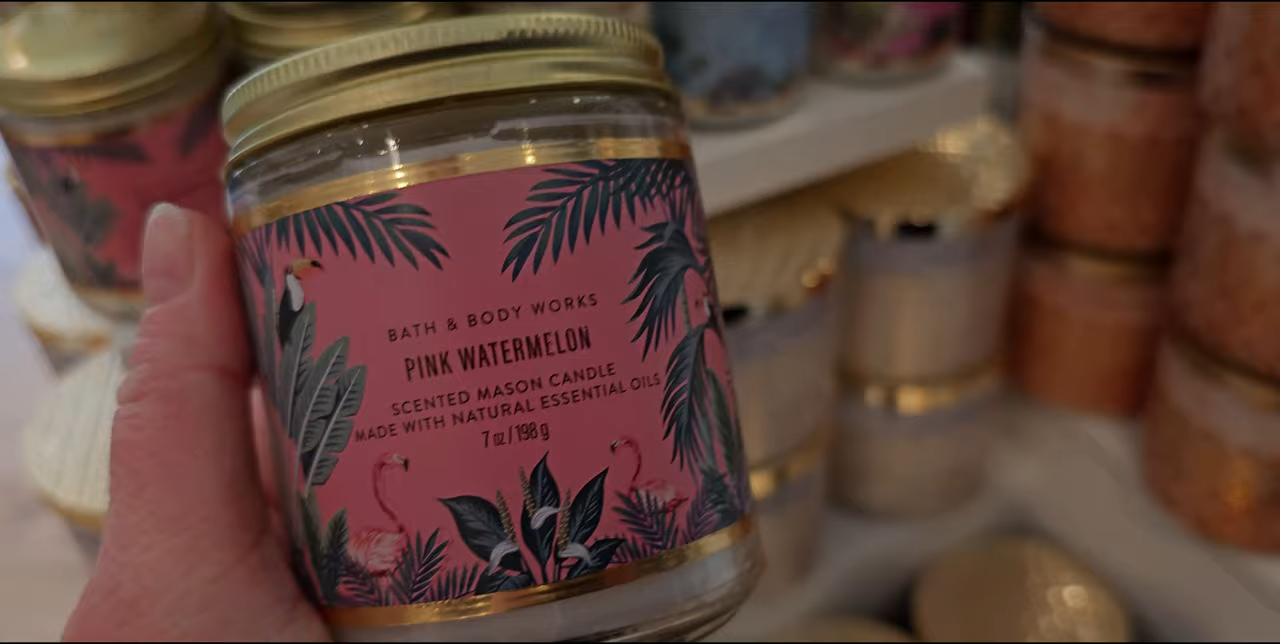 BATH & BODY WORKS
PINK WATERMELON
SCENTED MASON CANDLE
MADE WITH NATURAL ESSENTIAL OILS
7 oz / 198 g